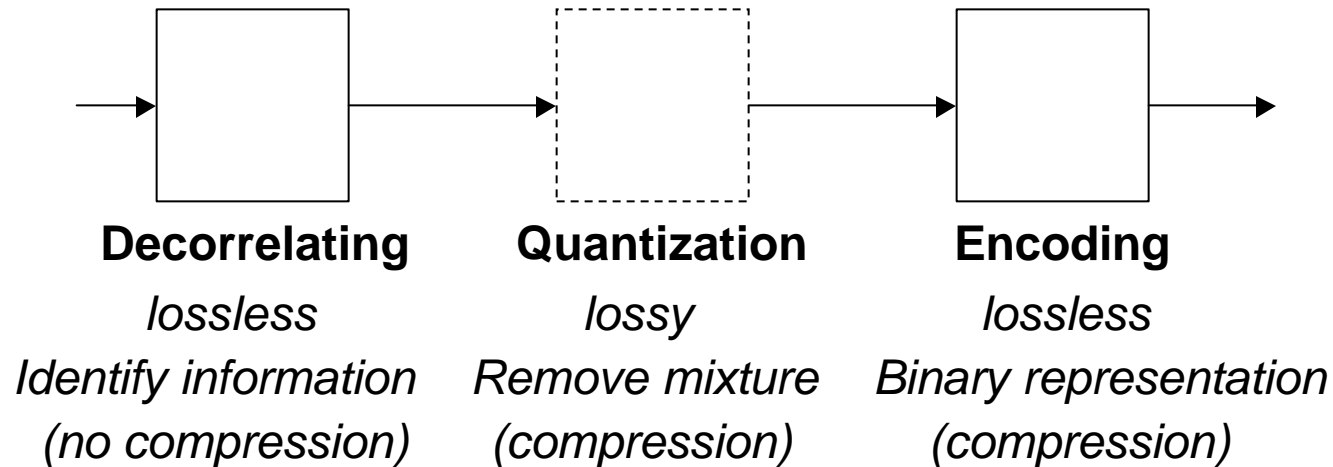 Decorrelating Quantization Encoding
lossless lossy lossless
Identify information Remove mixture Binary representation
(no compression) (compression) (compression)